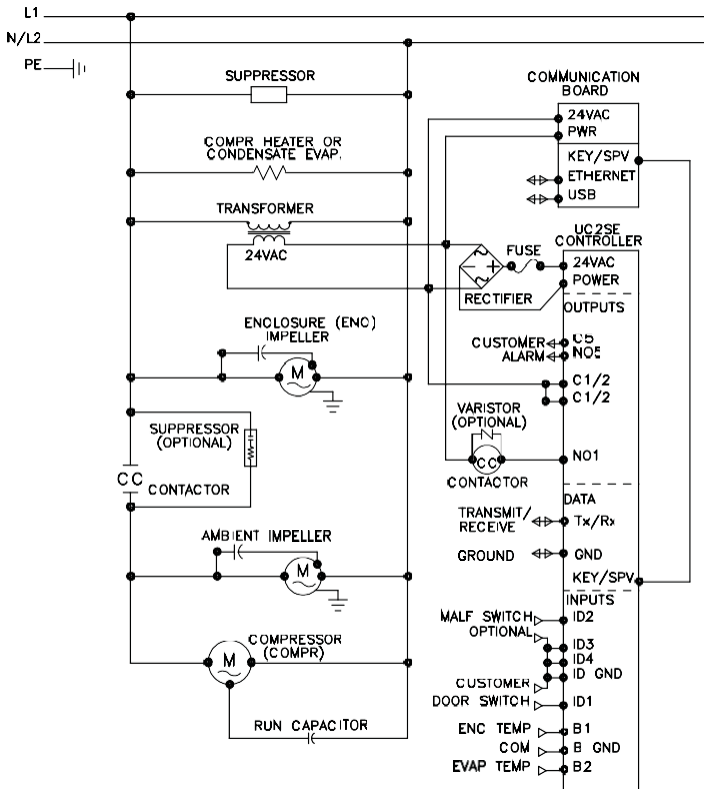 L1
N/L2
PE
SUPPRESSOR
COMPR HEATER OR
CONDENSATE EVAP.
TRANSFORMER
24VAC
RECTIFIER
FUSE
COMMUNICATION
BOARD
24VAC
PWR
KEY/SPV
ETHERNET
USB
UC2SE
CONTROLLER
24VAC
POWER
OUTPUTS
CUSTOMER
ALARM
C5
NO5
C1/2
C1/2
VARISTOR
(OPTIONAL)
CC
CONTACTOR
NO1
ENCLOSURE (ENC)
IMPELLER
M
SUPPRESSOR
(OPTIONAL)
CC
CONTACTOR
AMBIENT IMPELLER
M
COMPRESSOR
(COMPR)
M
RUN CAPACITOR
DATA
TRANSMIT/
RECEIVE
Tx/Rx
GROUND
GND
KEY/SPV
INPUTS
MALF SWITCH
ID2
OPTIONAL
ID3
ID4
ID GND
CUSTOMER
DOOR SWITCH
ID1
ENC TEMP
B1
COM
B GND
EVAP TEMP
B2